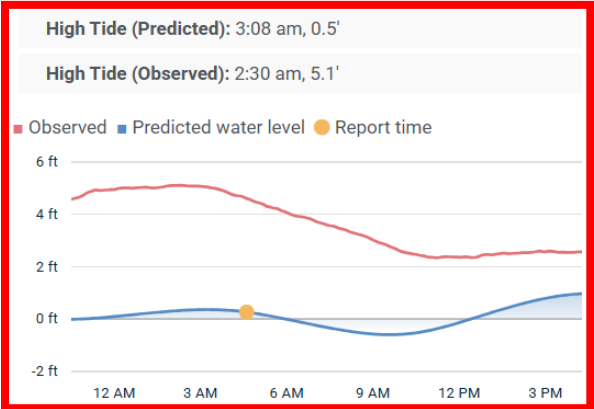 High Tide (Predicted): 3:08 am, 0.5'
High Tide (Observed): 2:30 am, 5.1'
Observed Predicted water level Report time
6 ft
4 ft
2 ft
0 ft
-2 ft
12 AM 3 AM 6 AM 9 AM 12 PM 3 PM